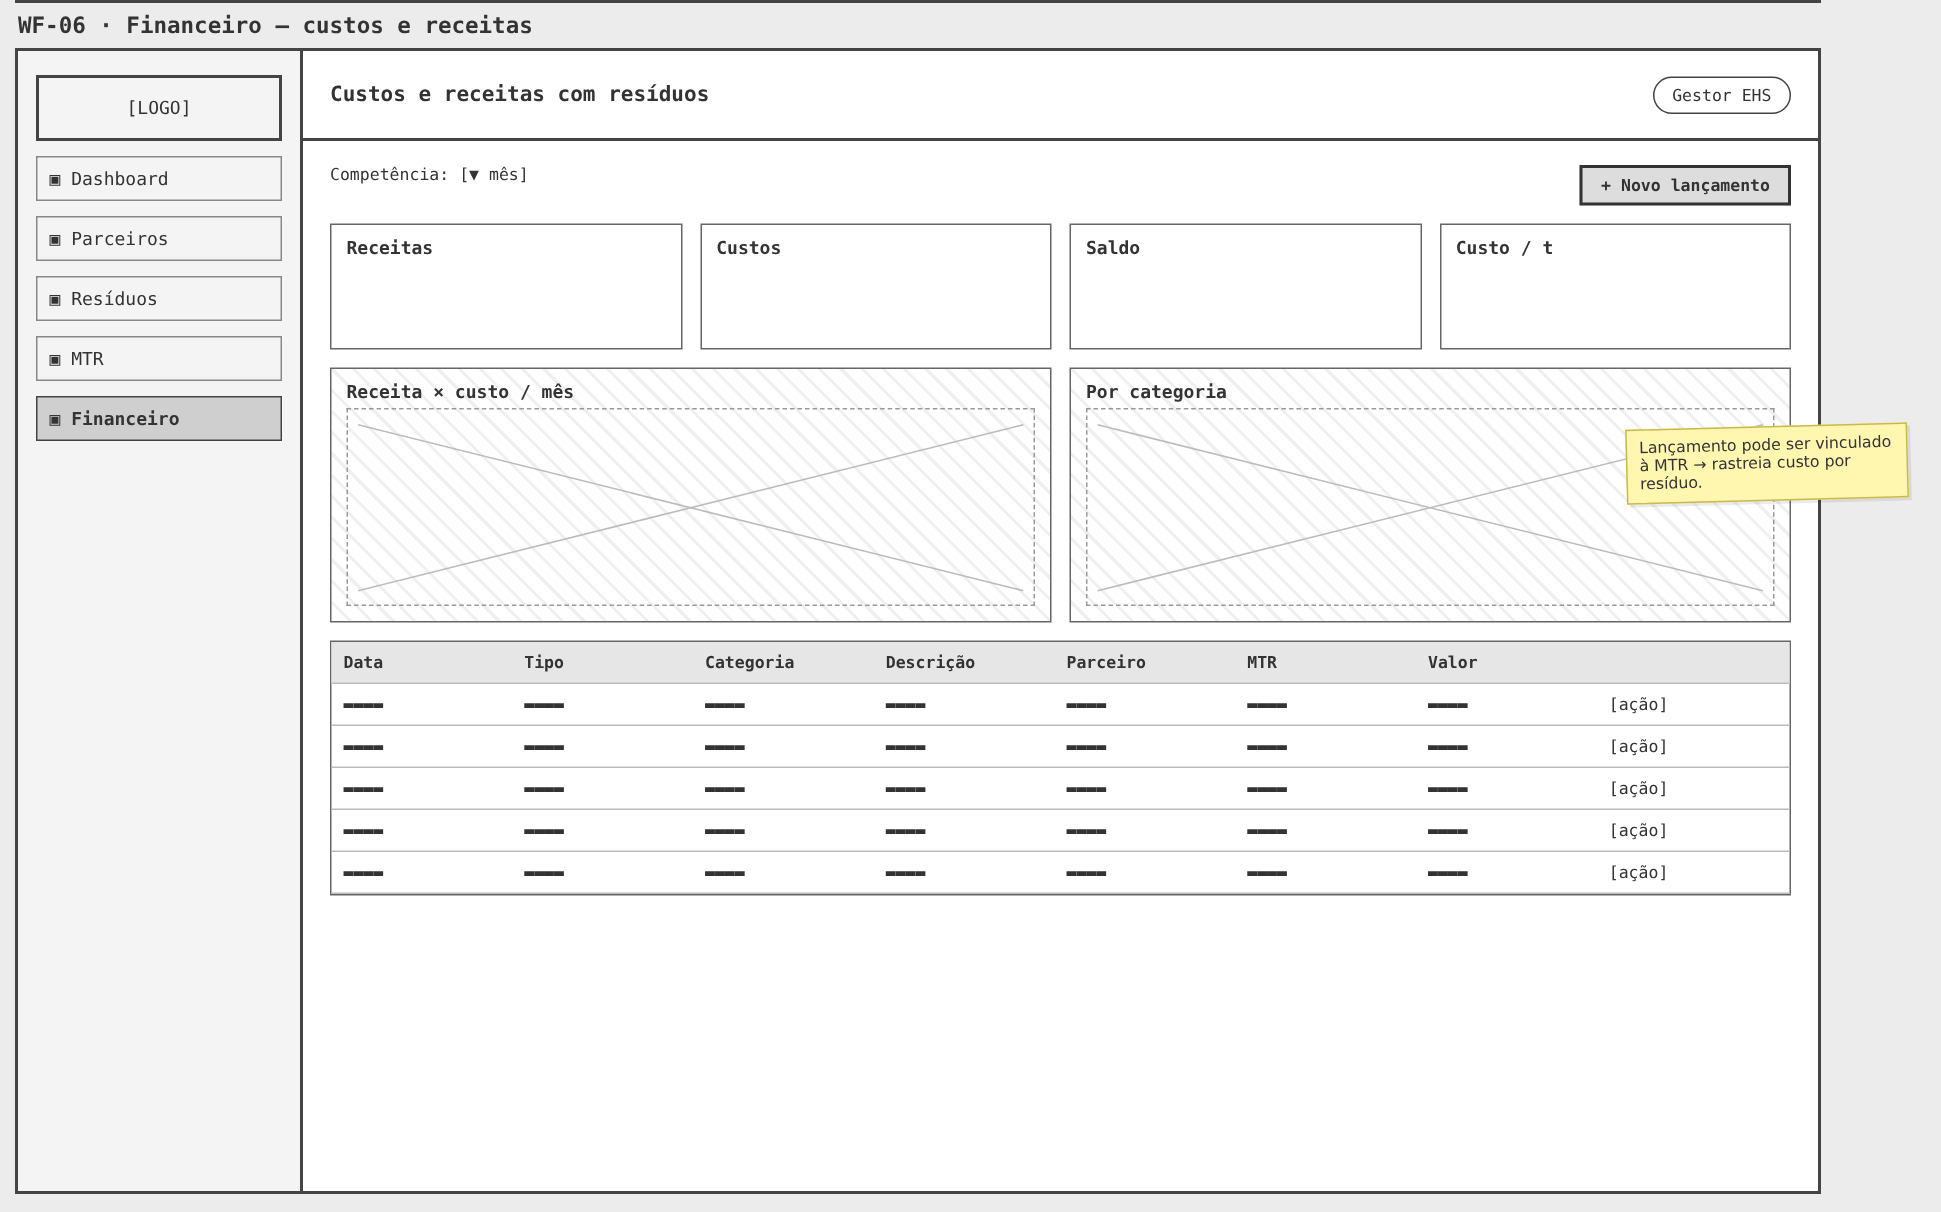 WF-06 · Financeiro — custos e receitas
[LOGO]
▣ Dashboard
▣ Parceiros
▣ Resíduos
▣ MTR
▣ Financeiro
Custos e receitas com resíduos
Gestor EHS
Competência: [▼ mês]
+ Novo lançamento
Receitas
Custos
Saldo
Custo / t
Receita × custo / mês
Por categoria
Lançamento pode ser vinculado
à MTR → rastreia custo por
resíduo.
Data Tipo Categoria Descrição Parceiro MTR Valor
▬▬▬▬ ▬▬▬▬ ▬▬▬▬ ▬▬▬▬ ▬▬▬▬ ▬▬▬▬ ▬▬▬▬ [ação]
▬▬▬▬ ▬▬▬▬ ▬▬▬▬ ▬▬▬▬ ▬▬▬▬ ▬▬▬▬ ▬▬▬▬ [ação]
▬▬▬▬ ▬▬▬▬ ▬▬▬▬ ▬▬▬▬ ▬▬▬▬ ▬▬▬▬ ▬▬▬▬ [ação]
▬▬▬▬ ▬▬▬▬ ▬▬▬▬ ▬▬▬▬ ▬▬▬▬ ▬▬▬▬ ▬▬▬▬ [ação]
▬▬▬▬ ▬▬▬▬ ▬▬▬▬ ▬▬▬▬ ▬▬▬▬ ▬▬▬▬ ▬▬▬▬ [ação]